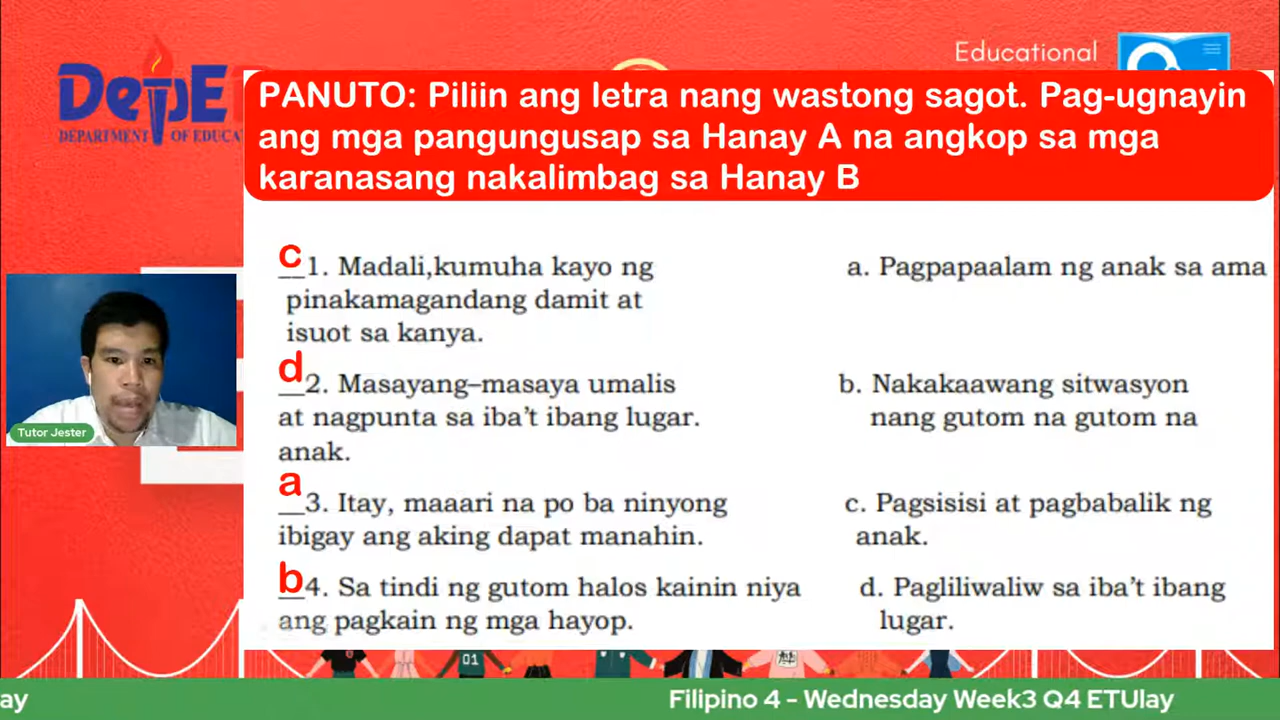 Educational
DepED
DEPARTMENT OF EDUCA
PANUTO: Piliin ang letra nang wastong sagot. Pag-ugnayin
ang mga pangungusap sa Hanay A na angkop sa mga
karanasang nakalimbag sa Hanay B
c
__1. Madali,kumuha kayo ng
pinakamagandang damit at
isuot sa kanya.
a. Pagpapaalam ng anak sa ama
d
__2. Masayang–masaya umalis
at nagpunta sa iba’t ibang lugar.
anak.
b. Nakakaawang sitwasyon
nang gutom na gutom na
a
__3. Itay, maaari na po ba ninyong
ibigay ang aking dapat manahin.
c. Pagsisisi at pagbabalik ng
anak.
b
__4. Sa tindi ng gutom halos kainin niya
ang pagkain ng mga hayop.
d. Pagliliwaliw sa iba’t ibang
lugar.
Tutor Jester
01
ay
Filipino 4 - Wednesday Week3 Q4 ETUlay